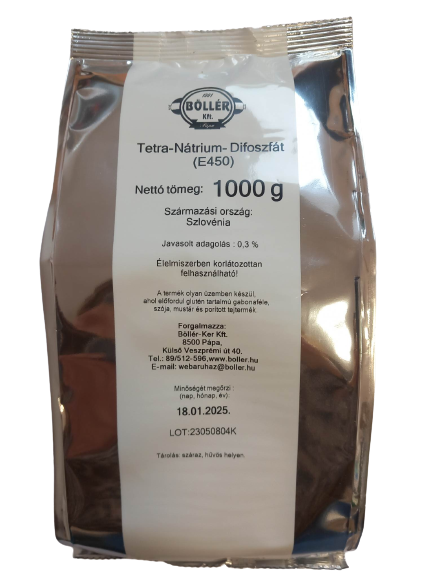 1991
BÖLLÉR
Kft.
Pápa
Tetra-Nátrium- Difoszfát
(E450)
Nettó tömeg: 1000 g
Származási ország:
Szlovénia
Javasolt adagolás : 0,3 %
Élelmiszerben korlátozottan
felhasználható!
A termék olyan üzemben készül,
ahol előfordul glutén tartalmú gabonaféle,
szója, mustár és porított tejtermék.
Forgalmazza:
Böllér-Ker Kft.
8500 Pápa,
Külső Veszprémi út 40.
Tel.: 89/512-596,www.boller.hu
E-mail: webaruhaz@boller.hu
Minőségét megőrzi :
(nap, hónap, év):
18.01.2025.
LOT:23050804K
Tárolás: száraz, hűvös helyen.